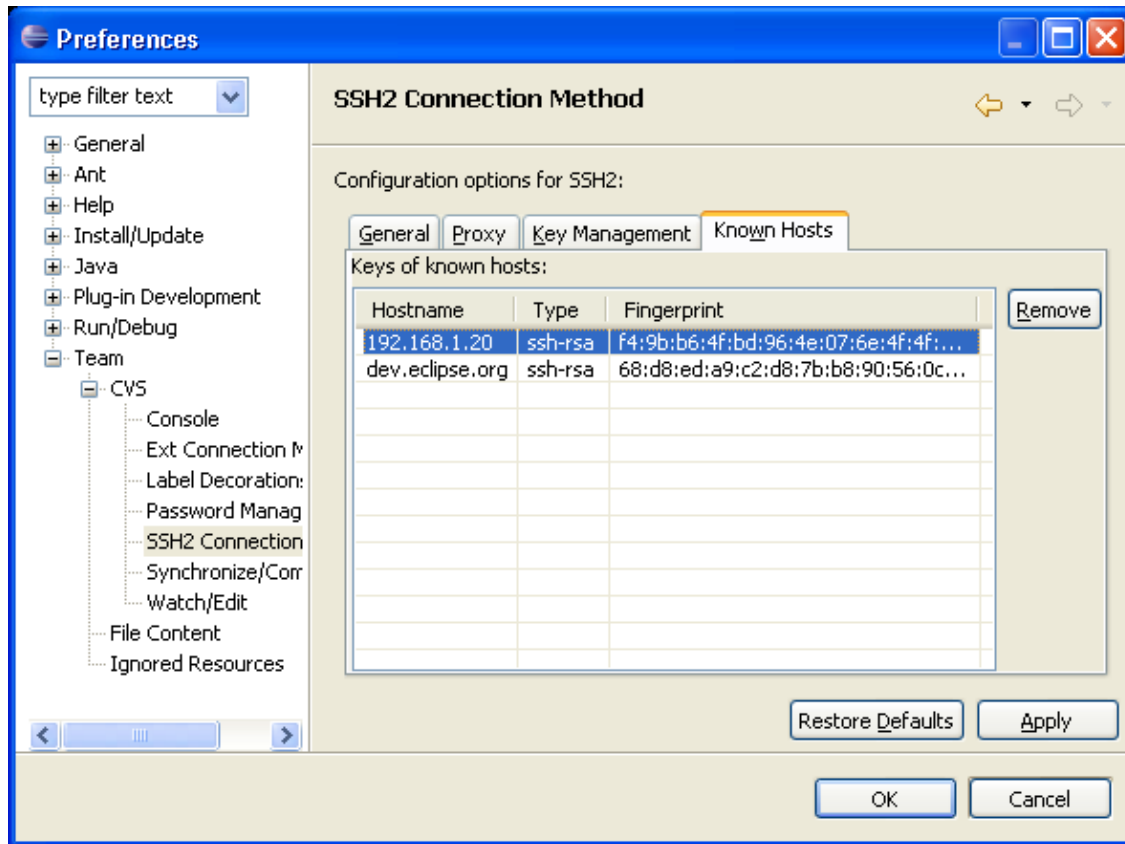 Preferences
type filter text
General
Ant
Help
Install/Update
Java
Plug-in Development
Run/Debug
Team
CVS
Console
Ext Connection M
Label Decorations
Password Manag
SSH2 Connection
Synchronize/Com
Watch/Edit
File Content
Ignored Resources
SSH2 Connection Method
Configuration options for SSH2:
General Proxy Key Management Known Hosts
Keys of known hosts:
Hostname Type Fingerprint
192.168.1.20 ssh-rsa f4:9b:b6:4f:bd:96:4e:07:6e:4f:4f:...
dev.eclipse.org ssh-rsa 68:d8:ed:a9:c2:d8:7b:b8:90:56:0c...
Remove
Restore Defaults Apply
OK Cancel